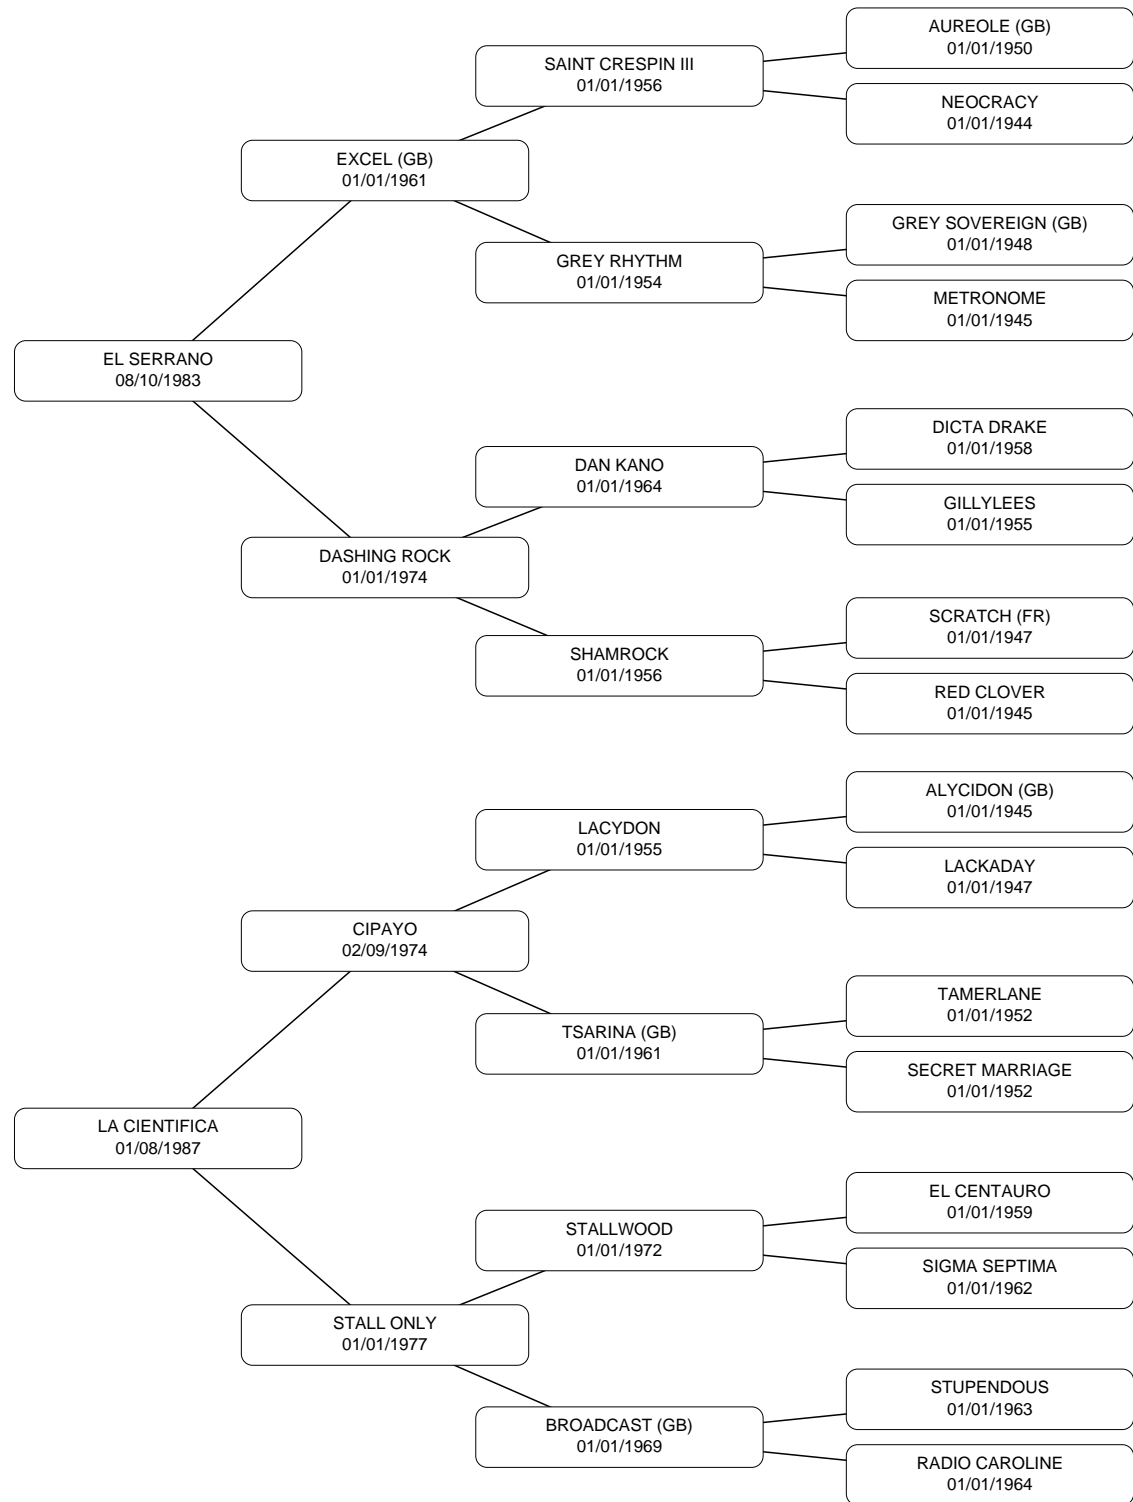 AUREOLE (GB)
01/01/1950
SAINT CRESPIN III
01/01/1956
NEOCRACY
01/01/1944
EXCEL (GB)
01/01/1961
GREY SOVEREIGN (GB)
01/01/1948
GREY RHYTHM
01/01/1954
METRONOME
01/01/1945
EL SERRANO
08/10/1983
DICTA DRAKE
01/01/1958
DAN KANO
01/01/1964
GILLYLEES
01/01/1955
DASHING ROCK
01/01/1974
SCRATCH (FR)
01/01/1947
SHAMROCK
01/01/1956
RED CLOVER
01/01/1945
ALYCIDON (GB)
01/01/1945
LACYDON
01/01/1955
LACKADAY
01/01/1947
CIPAYO
02/09/1974
TAMERLANE
01/01/1952
TSARINA (GB)
01/01/1961
SECRET MARRIAGE
01/01/1952
LA CIENTIFICA
01/08/1987
EL CENTAURO
01/01/1959
STALLWOOD
01/01/1972
SIGMA SEPTIMA
01/01/1962
STALL ONLY
01/01/1977
STUPENDOUS
01/01/1963
BROADCAST (GB)
01/01/1969
RADIO CAROLINE
01/01/1964